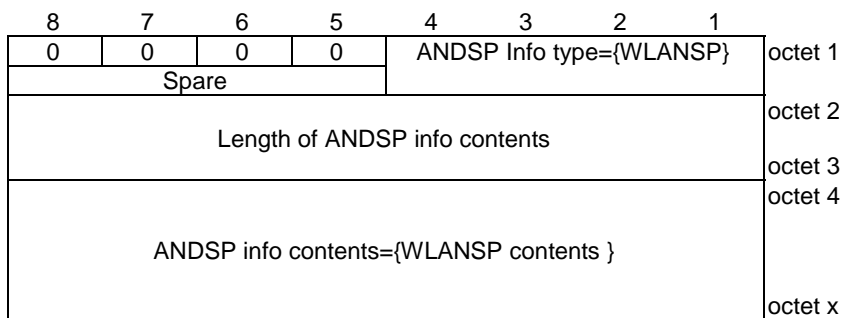 8 7 6 5 4 3 2 1
0 0 0 0 ANDSP Info type={WLANSP} octet 1
Spare
octet 2
Length of ANDSP info contents
octet 3
octet 4
ANDSP info contents={WLANSP contents }
octet x